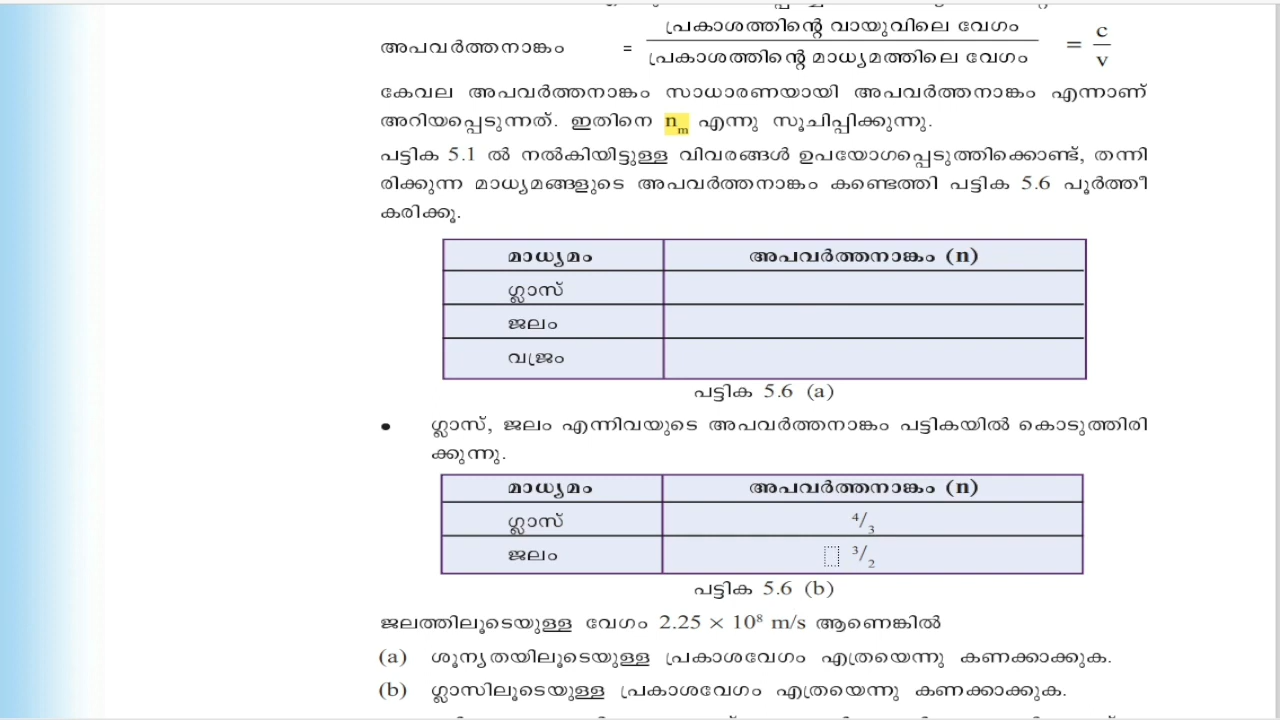 പ്രകാശത്തിന്റെ വായുവിലെ വേഗം
അപവർത്തനാങ്കം = ――― = c/v
പ്രകാശത്തിന്റെ മാധ്യമത്തിലെ വേഗം
കേവല അപവർത്തനാങ്കം സാധാരണയായി അപവർത്തനാങ്കം എന്നാണ്
അറിയപ്പെടുന്നത്. ഇതിനെ nₘ എന്നു സൂചിപ്പിക്കുന്നു.
പട്ടിക 5.1 ൽ നൽകിയിട്ടുള്ള വിവരങ്ങൾ ഉപയോഗപ്പെടുത്തിക്കൊണ്ട്, തന്നി
രിക്കുന്ന മാധ്യമങ്ങളുടെ അപവർത്തനാങ്കം കണ്ടെത്തി പട്ടിക 5.6 പൂർത്തീ
കരിക്കൂ.
മാധ്യമം അപവർത്തനാങ്കം (n)
ഗ്ലാസ്
ജലം
വജ്രം
പട്ടിക 5.6 (a)
• ഗ്ലാസ്, ജലം എന്നിവയുടെ അപവർത്തനാങ്കം പട്ടികയിൽ കൊടുത്തിരി
ക്കുന്നു.
മാധ്യമം അപവർത്തനാങ്കം (n)
ഗ്ലാസ് 4/3
ജലം 3/2
പട്ടിക 5.6 (b)
ജലത്തിലൂടെയുള്ള വേഗം 2.25 × 10⁸ m/s ആണെങ്കിൽ
(a) ശൂന്യതയിലൂടെയുള്ള പ്രകാശവേഗം എത്രയെന്നു കണക്കാക്കുക.
(b) ഗ്ലാസിലൂടെയുള്ള പ്രകാശവേഗം എത്രയെന്നു കണക്കാക്കുക.